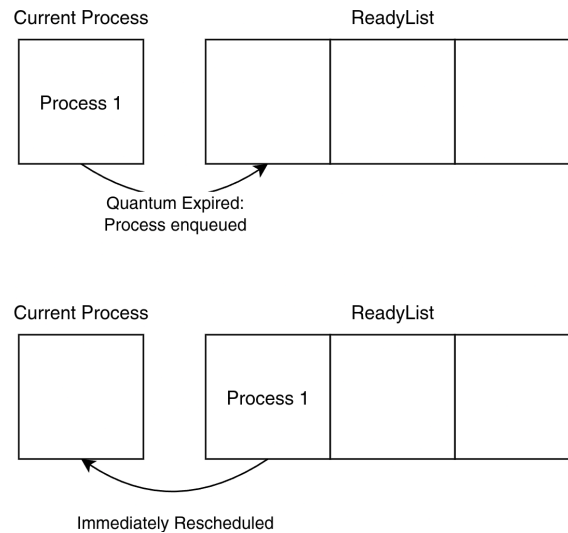 Current Process
ReadyList
Process 1
Quantum Expired:
Process enqueued
Current Process
ReadyList
Process 1
Immediately Rescheduled